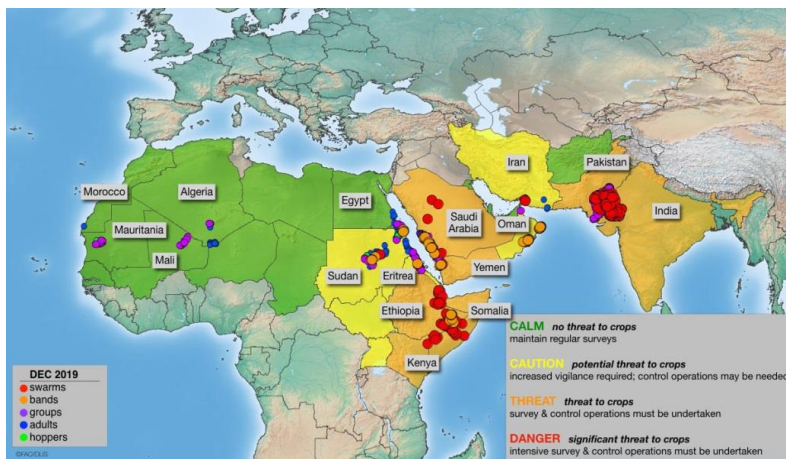 Morocco
Algeria
Egypt
Iran
Pakistan
Mauritania
Saudi
Arabia
Oman
India
Mali
Sudan
Eritrea
Yemen
Ethiopia
Somalia
Kenya
DEC 2019
swarms
bands
groups
adults
hoppers
CALM no threat to crops
maintain regular surveys
CAUTION potential threat to crops
increased vigilance required; control operations may be needed
THREAT threat to crops
survey & control operations must be undertaken
DANGER significant threat to crops
intensive survey & control operations must be undertaken